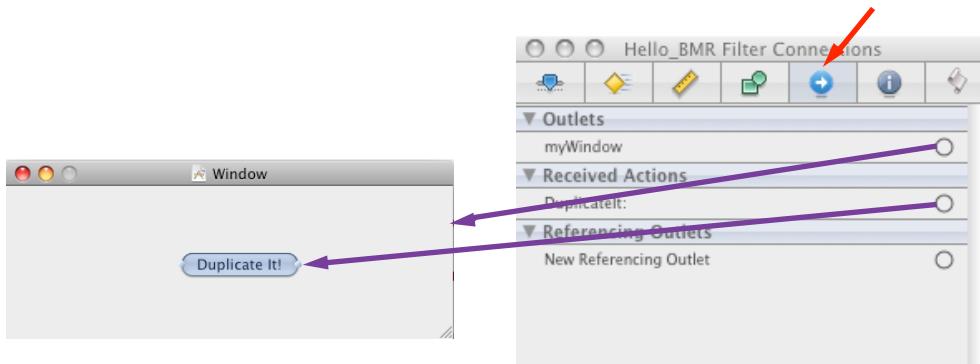 Hello_BMR Filter Connections
Outlets
myWindow
Received Actions
DuplicateIt:
Referencing Outlets
New Referencing Outlet
Window
Duplicate It!